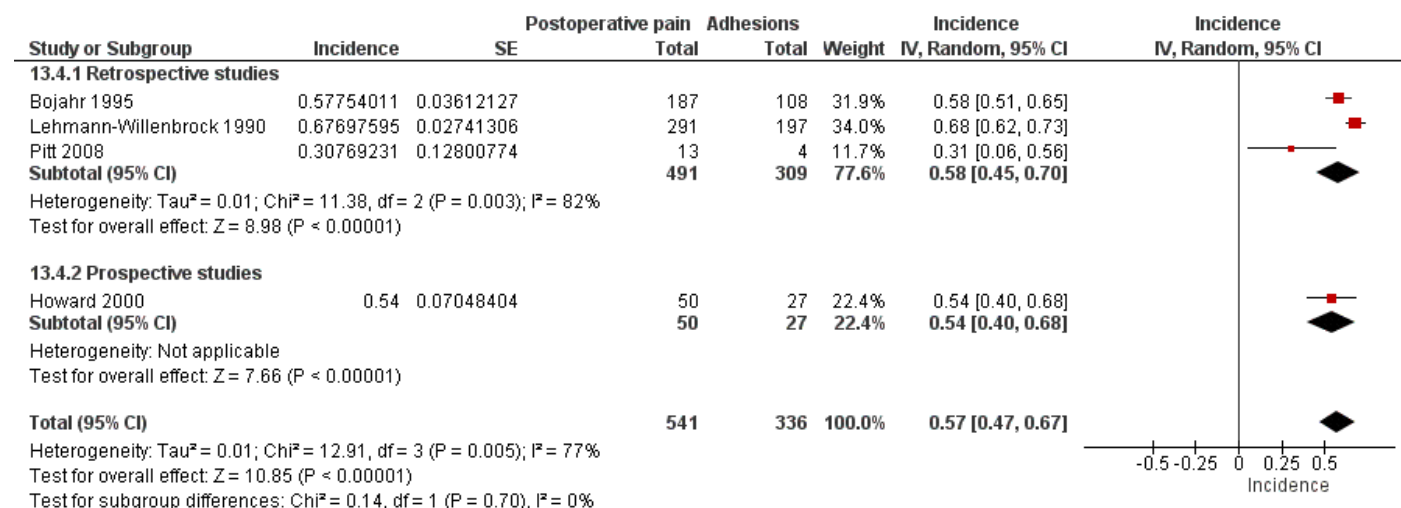 Postoperative pain Adhesions Incidence Incidence
Study or Subgroup Incidence SE Total Total Weight IV, Random, 95% CI IV, Random, 95% CI
13.4.1 Retrospective studies
Bojahr 1995 0.57754011 0.03612127 187 108 31.9% 0.58 [0.51, 0.65]
Lehmann-Willenbrock 1990 0.67697595 0.02741306 291 197 34.0% 0.68 [0.62, 0.73]
Pitt 2008 0.30769231 0.12800774 13 4 11.7% 0.31 [0.06, 0.56]
Subtotal (95% CI) 491 309 77.6% 0.58 [0.45, 0.70]
Heterogeneity: Tau² = 0.01; Chi² = 11.38, df = 2 (P = 0.003); I² = 82%
Test for overall effect: Z = 8.98 (P < 0.00001)
13.4.2 Prospective studies
Howard 2000 0.54 0.07048404 50 27 22.4% 0.54 [0.40, 0.68]
Subtotal (95% CI) 50 27 22.4% 0.54 [0.40, 0.68]
Heterogeneity: Not applicable
Test for overall effect: Z = 7.66 (P < 0.00001)
Total (95% CI) 541 336 100.0% 0.57 [0.47, 0.67]
Heterogeneity: Tau² = 0.01; Chi² = 12.91, df = 3 (P = 0.005); I² = 77%
Test for overall effect: Z = 10.85 (P < 0.00001)
Test for subgroup differences: Chi² = 0.14, df = 1 (P = 0.70), I² = 0%
-0.5 -0.25 0 0.25 0.5
Incidence